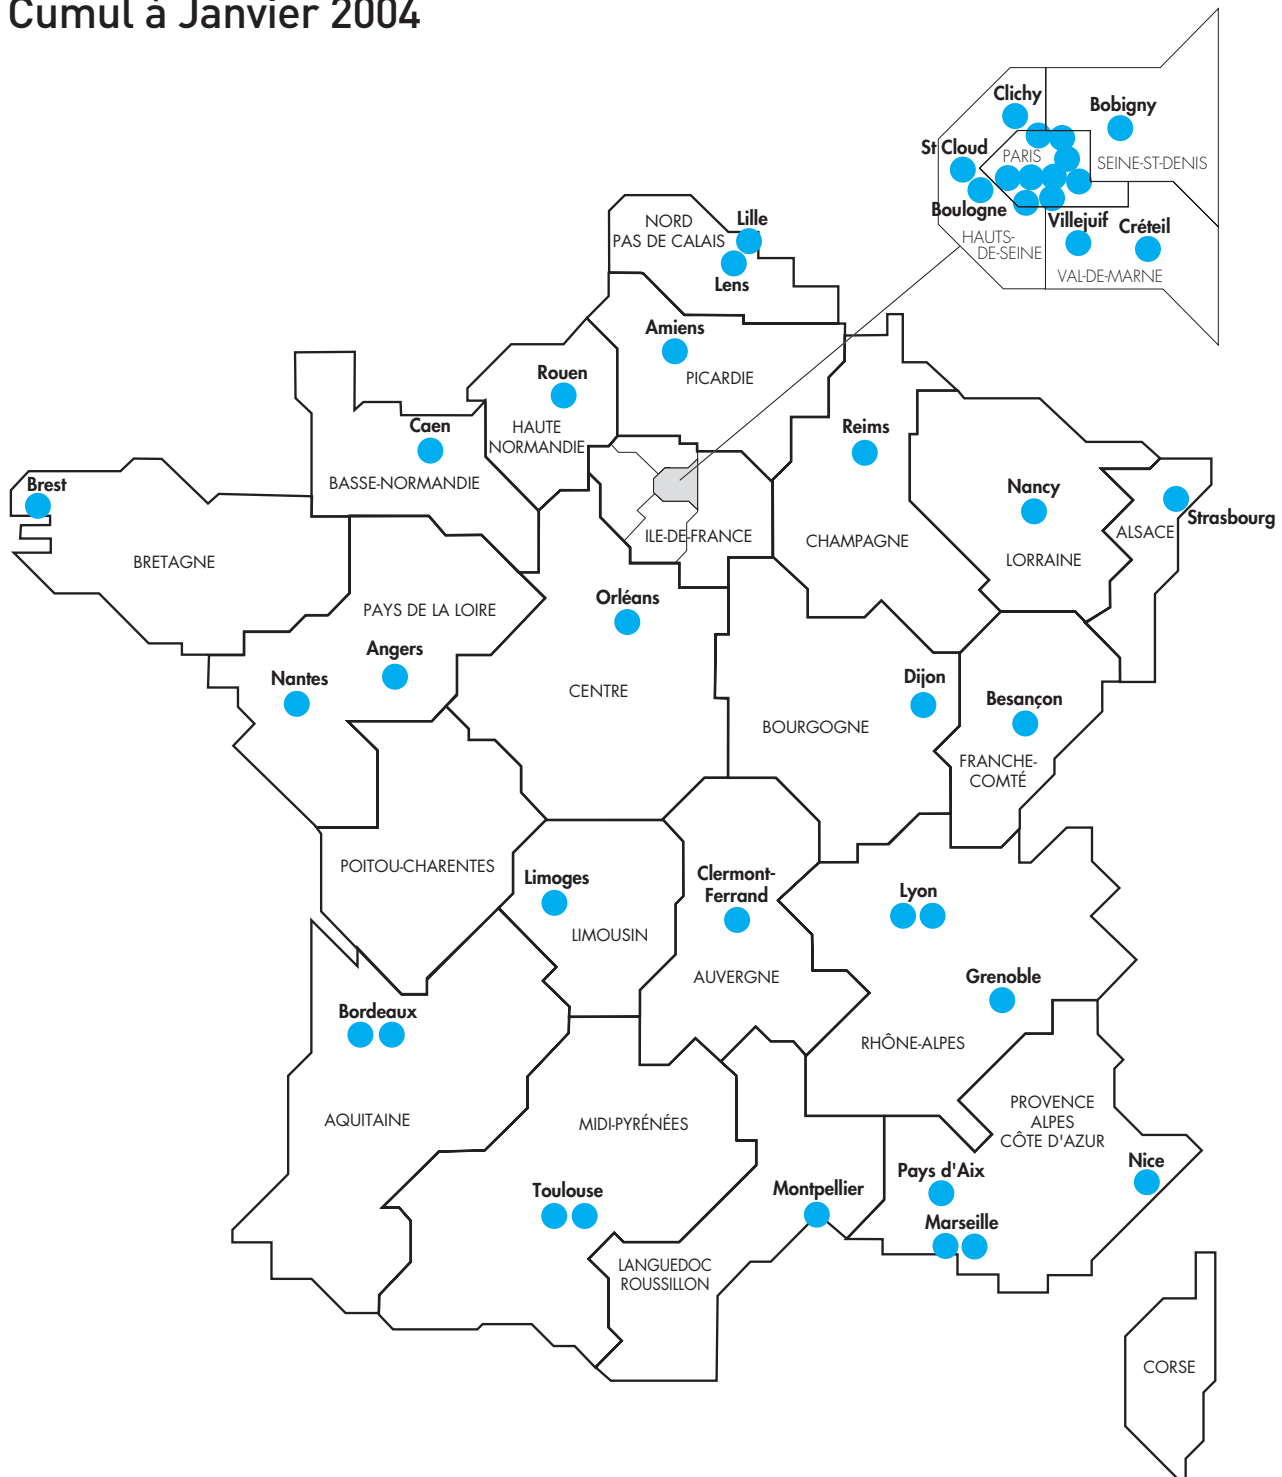 Cumul à Janvier 2004
Clichy
Bobigny
St Cloud
PARIS
SEINE-ST-DENIS
Boulogne
Villejuif
Créteil
HAUTS-
DE-SEINE
VAL-DE-MARNE
NORD
PAS DE CALAIS
Lille
Lens
Amiens
PICARDIE
Rouen
HAUTE
NORMANDIE
Caen
BASSE-NORMANDIE
Reims
CHAMPAGNE
Nancy
LORRAINE
Strasbourg
ALSACE
Brest
BRETAGNE
ILE-DE-FRANCE
PAYS DE LA LOIRE
Angers
Nantes
Orléans
CENTRE
Dijon
BOURGOGNE
Besançon
FRANCHE-
COMTÉ
POITOU-CHARENTES
Limoges
LIMOUSIN
Clermont-
Ferrand
AUVERGNE
Lyon
Grenoble
RHÔNE-ALPES
Bordeaux
AQUITAINE
MIDI-PYRÉNÉES
Toulouse
Montpellier
LANGUEDOC
ROUSSILLON
PROVENCE
ALPES
CÔTE D'AZUR
Pays d'Aix
Nice
Marseille
CORSE